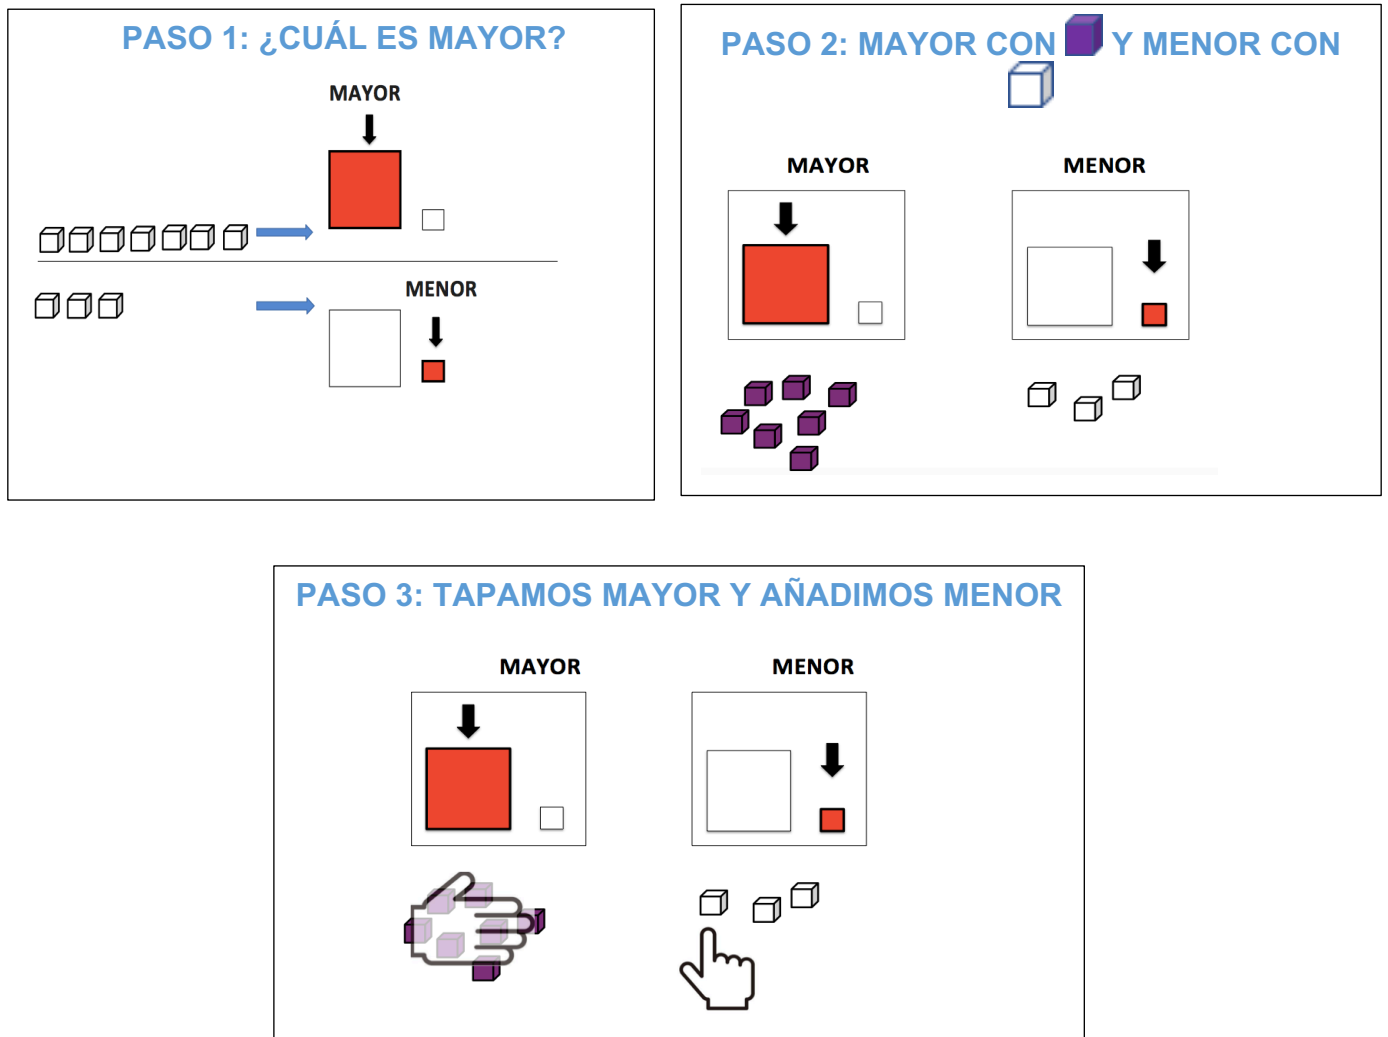 PASO 1: ¿CUÁL ES MAYOR?
MAYOR
MENOR
PASO 2: MAYOR CON Y MENOR CON
MAYOR MENOR
PASO 3: TAPAMOS MAYOR Y AÑADIMOS MENOR
MAYOR MENOR